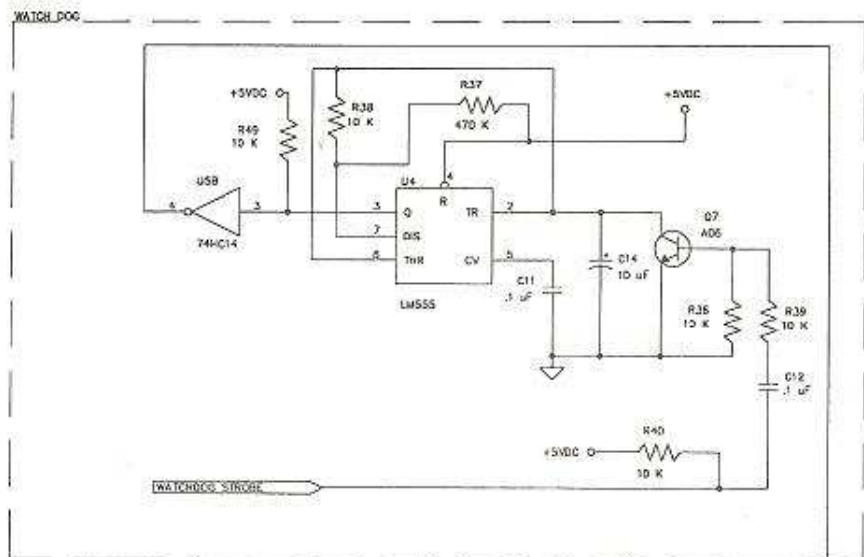 WATCH DOG
+5VDC
R49
10 K
R38
10 K
R37
470 K
+5VDC
U5B
4
3
74HC14
U4
4
R
3
Q
TR
2
7
DIS
6
THR
CV
5
LM555
C11
.1 uF
+
C14
10 uF
Q7
A06
10 K
R39
10 K
C12
.1 uF
R40
+5VDC
10 K
WATCHDOG STROBE